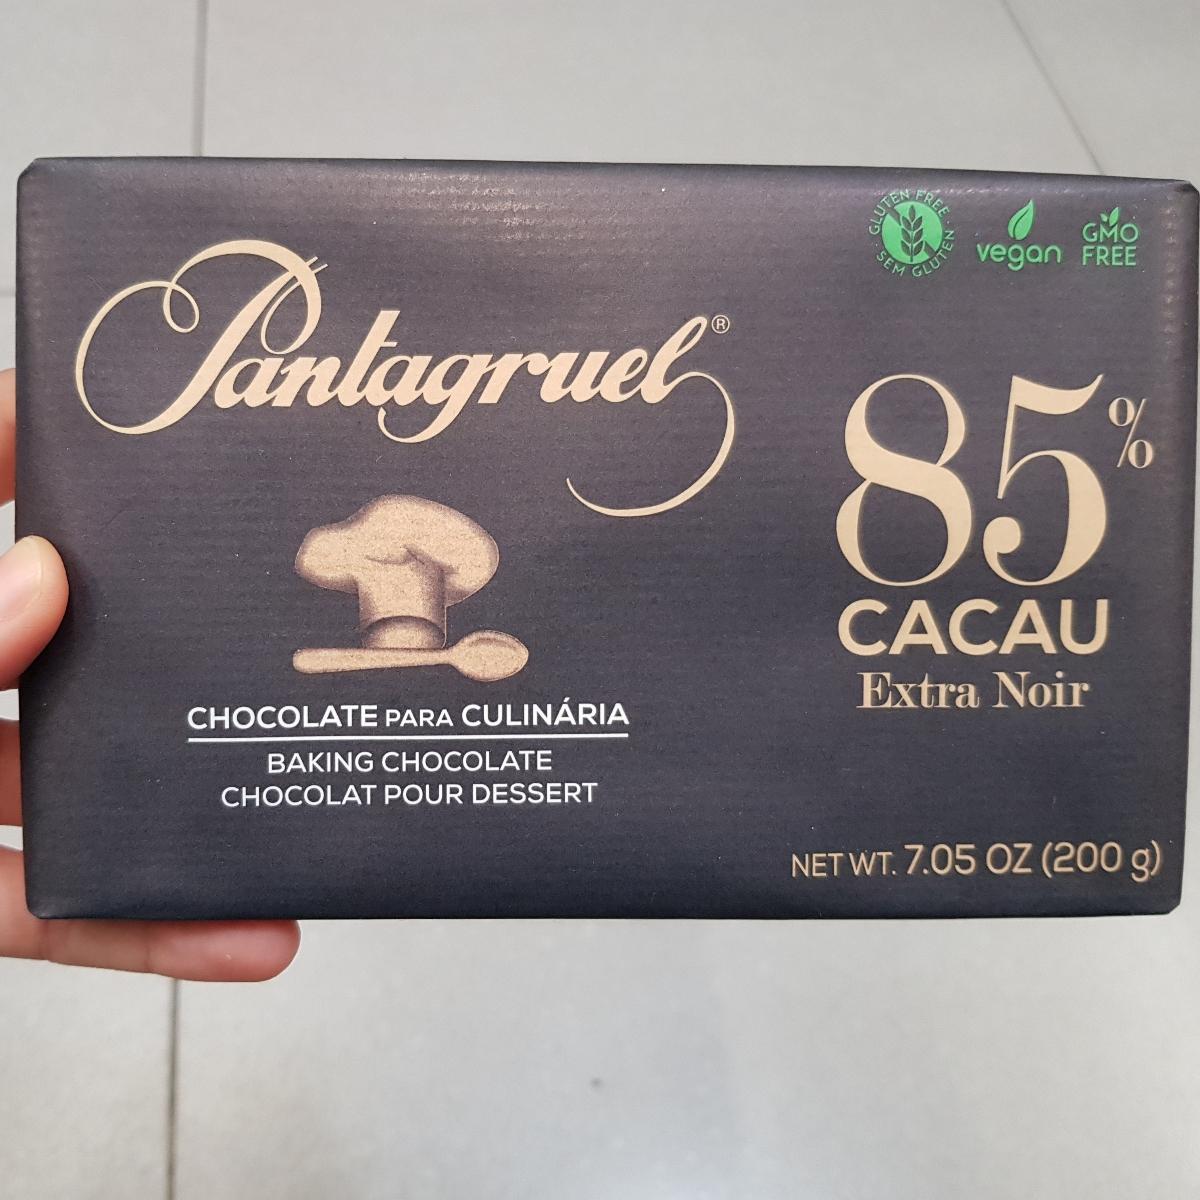 GLUTEN FREE
SEM GLUTEN
vegan
GMO
FREE
Pantagruel®
85%
CACAU
Extra Noir
CHOCOLATE PARA CULINÁRIA
BAKING CHOCOLATE
CHOCOLAT POUR DESSERT
NET WT. 7.05 OZ (200 g)